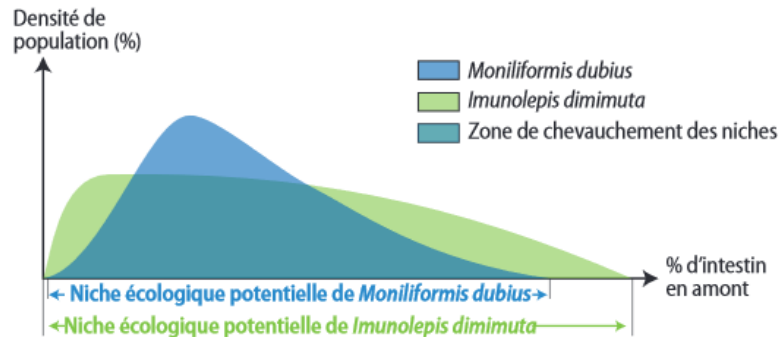 Densité de
population (%)
Moniliformis dubius
Imunolepis dimimuta
Zone de chevauchement des niches
% d'intestin
en amont
Niche écologique potentielle de Moniliformis dubius
Niche écologique potentielle de Imunolepis dimimuta